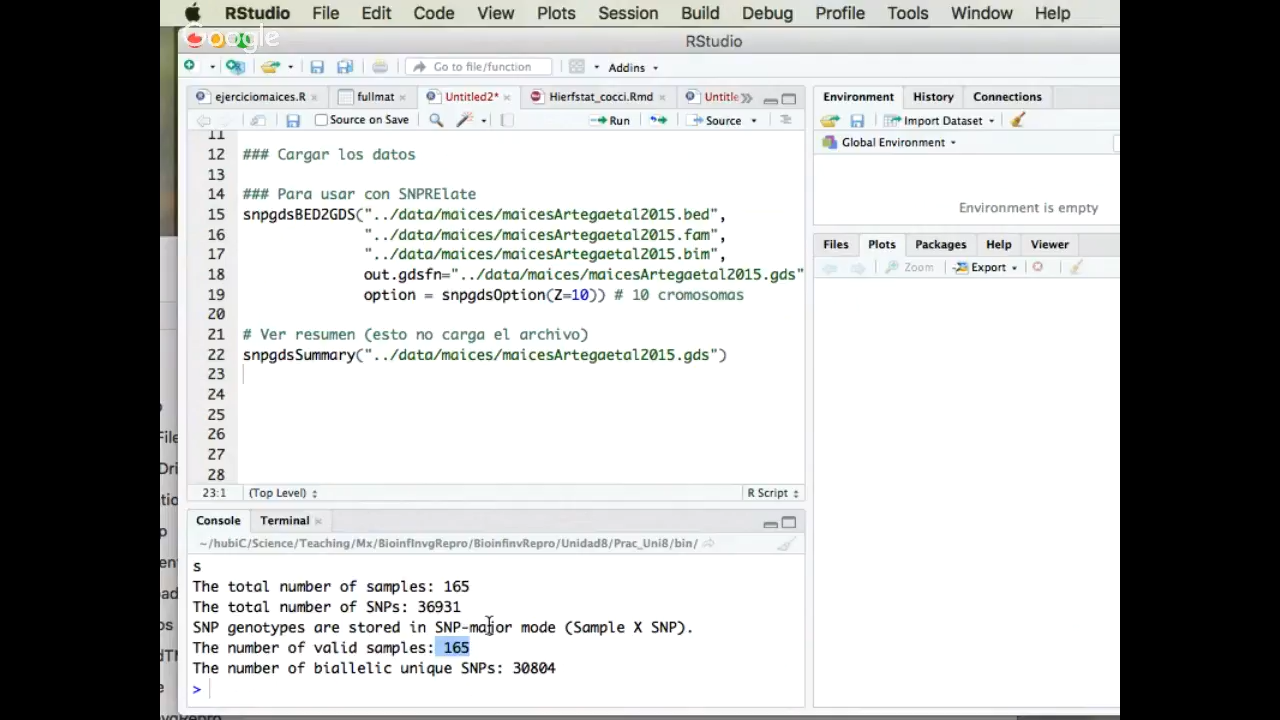 RStudio File Edit Code View Plots Session Build Debug Profile Tools Window Help
Google
RStudio
Go to file/function Addins
ejerciciomaices.R fullmat Untitled2* Hierfstat_cocci.Rmd Untitle
Environment History Connections
Source on Save Run Source
Import Dataset
Global Environment
Environment is empty
11
12 ### Cargar los datos
13
14 ### Para usar con SNPRElate
15 snpgdsBED2GDS("../data/maices/maicesArtegaetal2015.bed",
16 "../data/maices/maicesArtegaetal2015.fam",
17 "../data/maices/maicesArtegaetal2015.bim",
18 out.gdsfn="../data/maices/maicesArtegaetal2015.gds"
19 option = snpgdsOption(Z=10)) # 10 cromosomas
20
21 # Ver resumen (esto no carga el archivo)
22 snpgdsSummary("../data/maices/maicesArtegaetal2015.gds")
23
24
25
26
27
28
23:1 (Top Level) R Script
Files Plots Packages Help Viewer
Zoom Export
Console Terminal
~/hubiC/Science/Teaching/Mx/BioinfInvgRepro/BioinfinvRepro/Unidad8/Prac_Uni8/bin/
s
The total number of samples: 165
The total number of SNPs: 36931
SNP genotypes are stored in SNP-major mode (Sample X SNP).
The number of valid samples: 165
The number of biallelic unique SNPs: 30804
>